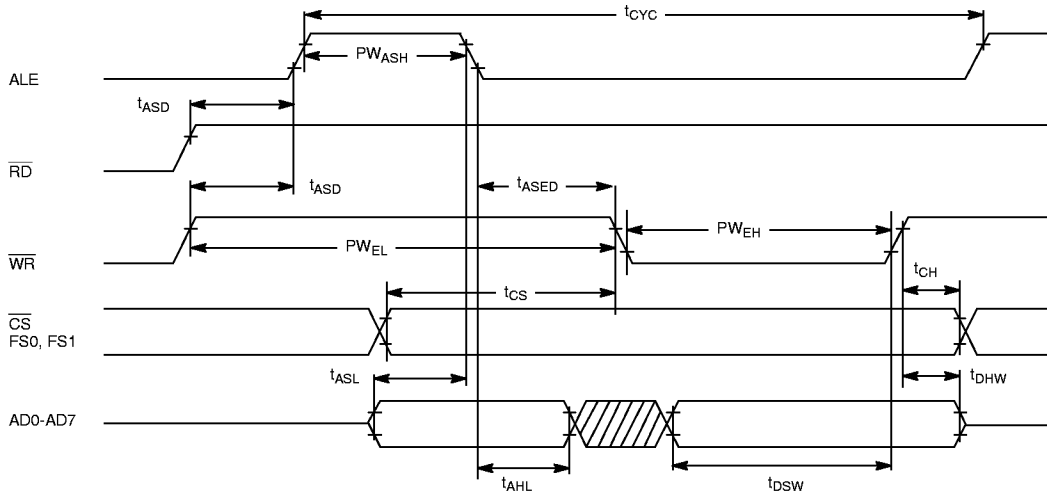 tCYC
PWASH
ALE
tASD
RD
tASD
tASED
PWEL
PWEH
WR
tCH
tCS
CS
FS0, FS1
tASL
tDHW
AD0-AD7
tAHL
tDSW